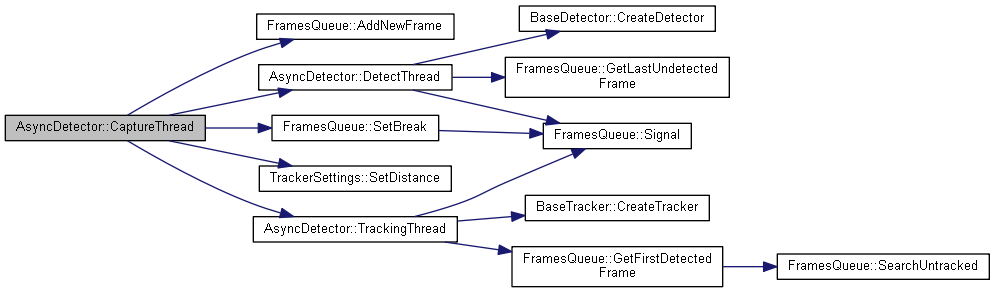 AsyncDetector::CaptureThread
FramesQueue::AddNewFrame
AsyncDetector::DetectThread
FramesQueue::SetBreak
TrackerSettings::SetDistance
AsyncDetector::TrackingThread
BaseDetector::CreateDetector
FramesQueue::GetLastUndetected
Frame
FramesQueue::Signal
BaseTracker::CreateTracker
FramesQueue::GetFirstDetected
Frame
FramesQueue::SearchUntracked